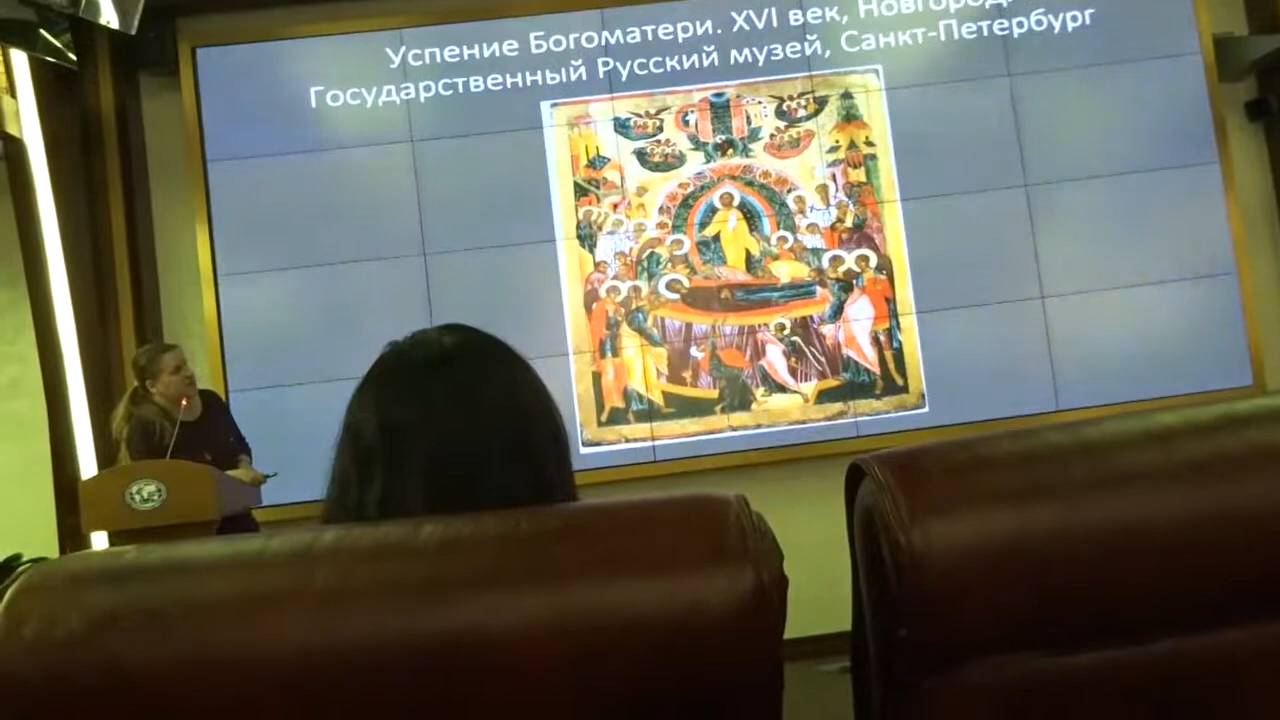 Успение Богоматери. XVI век, Новгород.
Государственный Русский музей, Санкт-Петербург